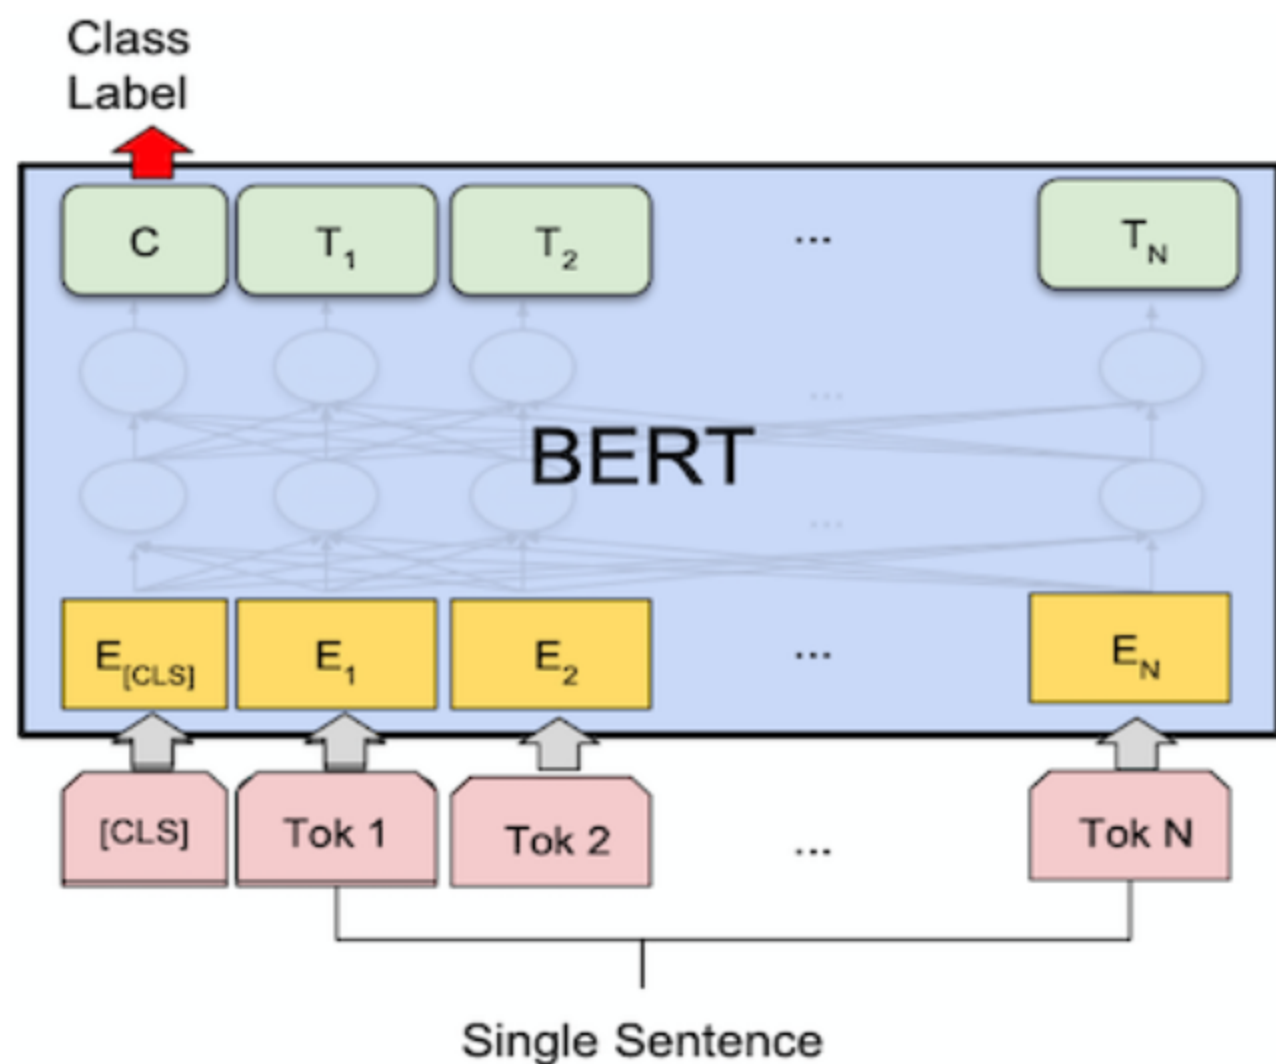 Class
Label
C T1 T2 ... TN
...
BERT
...
E[CLS] E1 E2 ... EN
[CLS] Tok 1 Tok 2 ... Tok N
Single Sentence